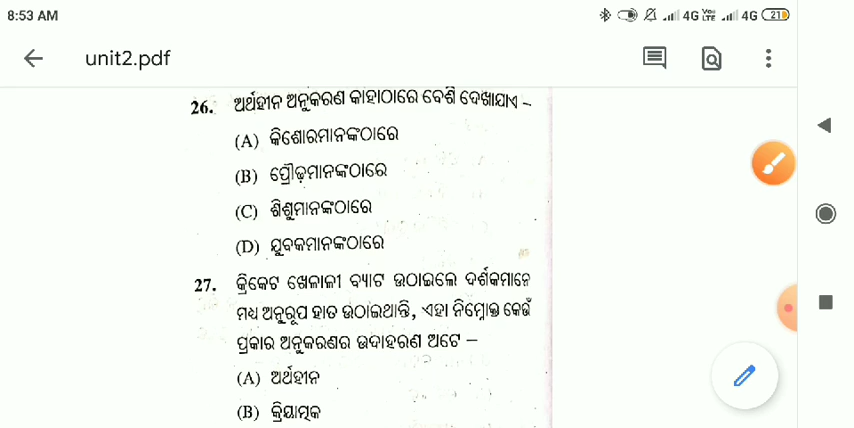 8:53 AM
4G Vo LTE 4G 21
unit2.pdf
26. ଅର୍ଥହୀନ ଅନୁକରଣ କାହାଠାରେ ବେଶି ଦେଖାଯାଏ –
(A) କିଶୋରମାନଙ୍କଠାରେ
(B) ପ୍ରୌଢ଼ମାନଙ୍କଠାରେ
(C) ଶିଶୁମାନଙ୍କଠାରେ
(D) ଯୁବକମାନଙ୍କଠାରେ
27. କ୍ରିକେଟ ଖେଳାଳୀ ବ୍ୟାଟ ଉଠାଇଲେ ଦର୍ଶକମାନେ
ମଧ୍ୟ ଅନୁରୂପ ହାତ ଉଠାଇଥାନ୍ତି, ଏହା ନିମ୍ନୋକ୍ତ କେଉଁ
ପ୍ରକାର ଅନୁକରଣର ଉଦାହରଣ ଅଟେ –
(A) ଅର୍ଥହୀନ
(B) କ୍ରିୟାତ୍ମକ